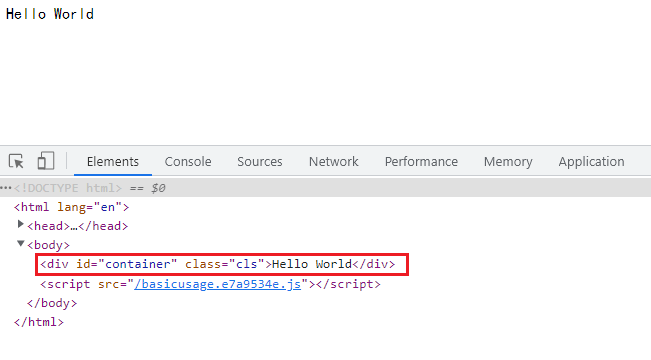 Hello World
Elements Console Sources Network Performance Memory Application
···<!DOCTYPE html> == $0
<html lang="en">
<head>…</head>
<body>
<div id="container" class="cls">Hello World</div>
<script src="/basicusage.e7a9534e.js"></script>
</body>
</html>